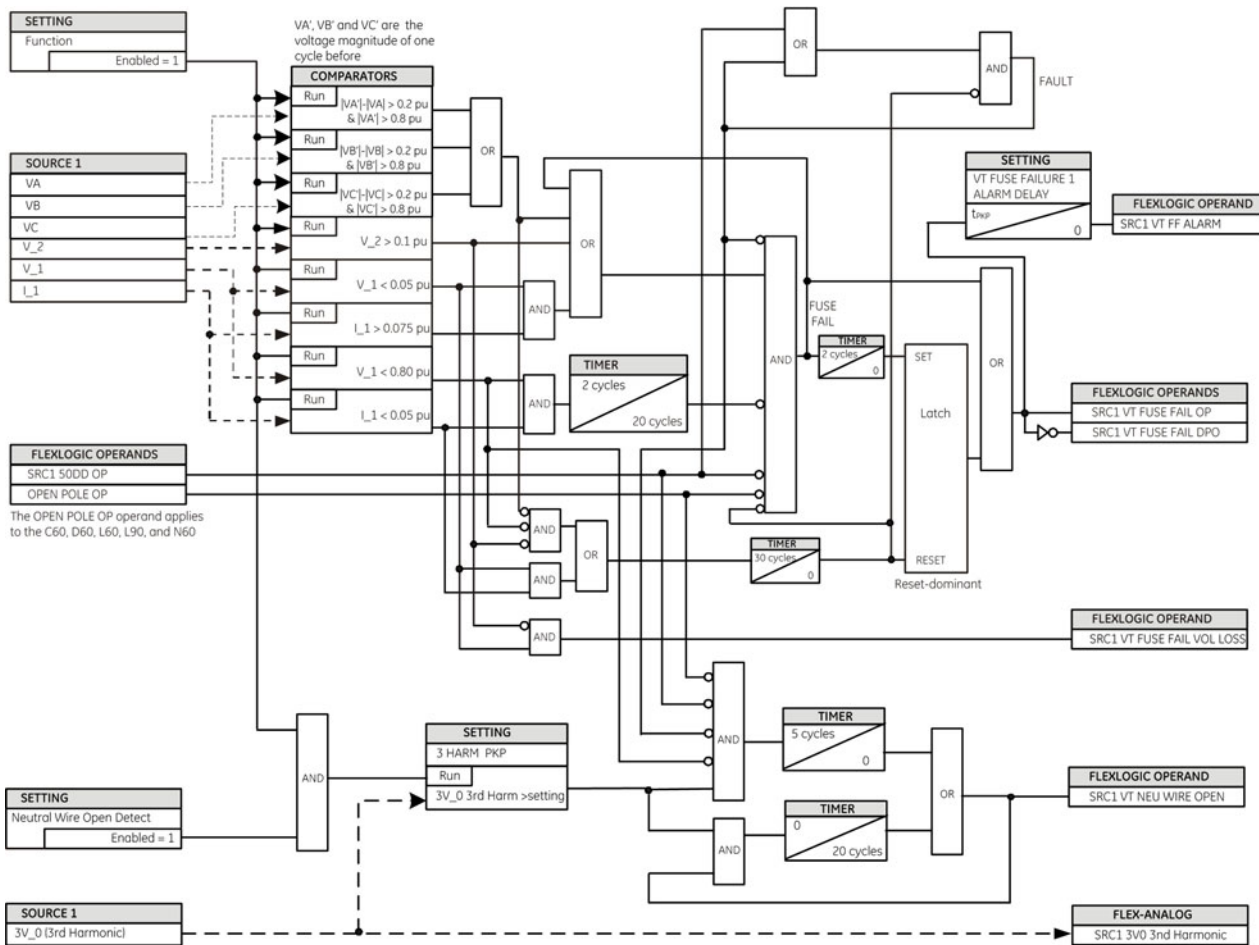 SETTING
Function
Enabled = 1
VA', VB' and VC' are the
voltage magnitude of one
cycle before
COMPARATORS
Run
|VA'|-|VA| > 0.2 pu
& |VA'| > 0.8 pu
Run
|VB'|-|VB| > 0.2 pu
& |VB'| > 0.8 pu
Run
|VC'|-|VC| > 0.2 pu
& |VC'| > 0.8 pu
Run
V_2 > 0.1 pu
Run
V_1 < 0.05 pu
Run
I_1 > 0.075 pu
Run
V_1 < 0.80 pu
Run
I_1 < 0.05 pu
SOURCE 1
VA
VB
VC
V_2
V_1
I_1
OR
OR
AND
FAULT
OR
AND
SETTING
VT FUSE FAILURE 1
ALARM DELAY
tPKP
0
FLEXLOGIC OPERAND
SRC1 VT FF ALARM
AND
TIMER
2 cycles
20 cycles
AND
FUSE
FAIL
TIMER
2 cycles
0
SET
Latch
RESET
Reset-dominant
OR
FLEXLOGIC OPERANDS
SRC1 VT FUSE FAIL OP
SRC1 VT FUSE FAIL DPO
FLEXLOGIC OPERANDS
SRC1 50DD OP
OPEN POLE OP
The OPEN POLE OP operand applies
to the C60, D60, L60, L90, and N60
AND
AND
OR
TIMER
30 cycles
0
AND
FLEXLOGIC OPERAND
SRC1 VT FUSE FAIL VOL LOSS
AND
SETTING
3 HARM PKP
Run
3V_0 3rd Harm >setting
AND
TIMER
5 cycles
0
SETTING
Neutral Wire Open Detect
Enabled = 1
AND
TIMER
0
20 cycles
OR
FLEXLOGIC OPERAND
SRC1 VT NEU WIRE OPEN
SOURCE 1
3V_0 (3rd Harmonic)
FLEX-ANALOG
SRC1 3V0 3nd Harmonic